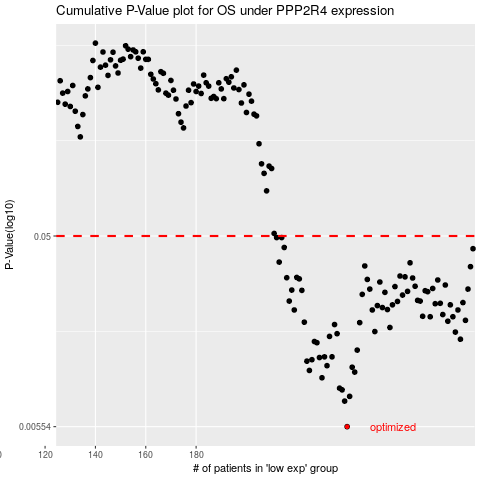 Cumulative P-Value plot for OS under PPP2R4 expression
P-Value(log10)
0.05
0.00554
optimized
0 120 140 160 180
# of patients in 'low exp' group